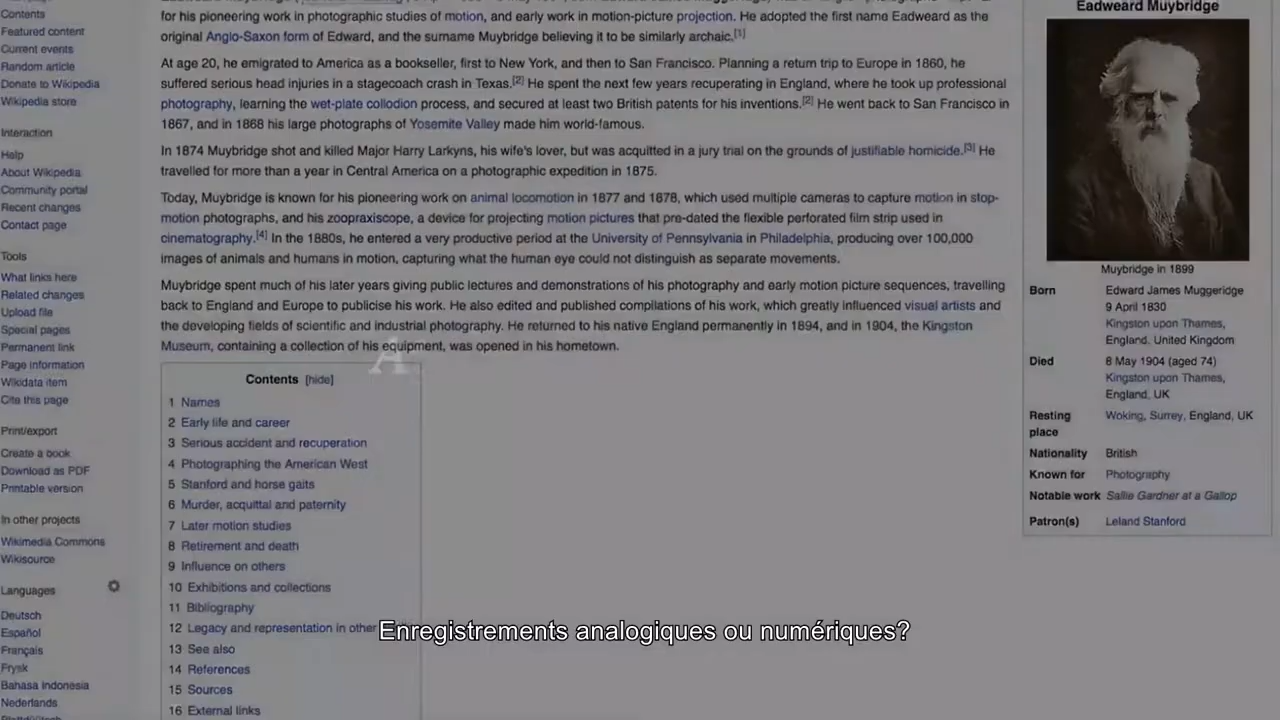 Contents
Featured content
Current events
Random article
Donate to Wikipedia
Wikipedia store
Interaction
Help
About Wikipedia
Community portal
Recent changes
Contact page
Tools
What links here
Related changes
Upload file
Special pages
Permanent link
Page information
Wikidata item
Cite this page
Print/export
Create a book
Download as PDF
Printable version
In other projects
Wikimedia Commons
Wikisource
Languages
Deutsch
Español
Français
Frysk
Bahasa Indonesia
Nederlands
for his pioneering work in photographic studies of motion, and early work in motion-picture projection. He adopted the first name Eadweard as the
original Anglo-Saxon form of Edward, and the surname Muybridge believing it to be similarly archaic.[1]
At age 20, he emigrated to America as a bookseller, first to New York, and then to San Francisco. Planning a return trip to Europe in 1860, he
suffered serious head injuries in a stagecoach crash in Texas.[2] He spent the next few years recuperating in England, where he took up professional
photography, learning the wet-plate collodion process, and secured at least two British patents for his inventions.[2] He went back to San Francisco in
1867, and in 1868 his large photographs of Yosemite Valley made him world-famous.
In 1874 Muybridge shot and killed Major Harry Larkyns, his wife's lover, but was acquitted in a jury trial on the grounds of justifiable homicide.[3] He
travelled for more than a year in Central America on a photographic expedition in 1875.
Today, Muybridge is known for his pioneering work on animal locomotion in 1877 and 1878, which used multiple cameras to capture motion in stop-
motion photographs, and his zoopraxiscope, a device for projecting motion pictures that pre-dated the flexible perforated film strip used in
cinematography.[4] In the 1880s, he entered a very productive period at the University of Pennsylvania in Philadelphia, producing over 100,000
images of animals and humans in motion, capturing what the human eye could not distinguish as separate movements.
Muybridge spent much of his later years giving public lectures and demonstrations of his photography and early motion picture sequences, travelling
back to England and Europe to publicise his work. He also edited and published compilations of his work, which greatly influenced visual artists and
the developing fields of scientific and industrial photography. He returned to his native England permanently in 1894, and in 1904, the Kingston
Museum, containing a collection of his equipment, was opened in his hometown.
A
Contents [hide]
1 Names
2 Early life and career
3 Serious accident and recuperation
4 Photographing the American West
5 Stanford and horse gaits
6 Murder, acquittal and paternity
7 Later motion studies
8 Retirement and death
9 Influence on others
10 Exhibitions and collections
11 Bibliography
12 Legacy and representation in other
13 See also
14 References
15 Sources
16 External links
Eadweard Muybridge
Muybridge in 1899
Born Edward James Muggeridge
9 April 1830
Kingston upon Thames,
England, United Kingdom
Died 8 May 1904 (aged 74)
Kingston upon Thames,
England, UK
Resting place Woking, Surrey, England, UK
Nationality British
Known for Photography
Notable work Sallie Gardner at a Gallop
Patron(s) Leland Stanford
Enregistrements analogiques ou numériques?